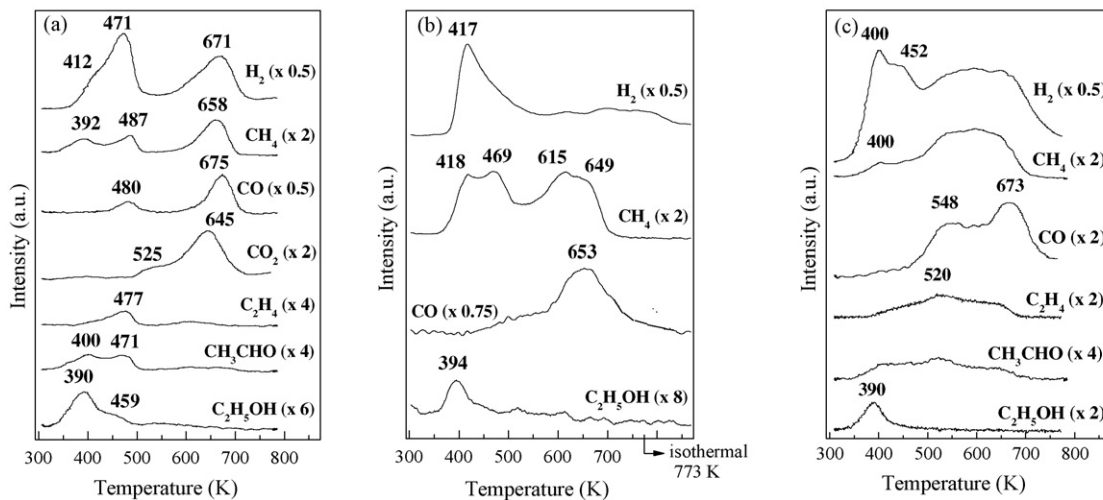 (a)
471
671
412
H₂ (x 0.5)
658
392
487
CH₄ (x 2)
675
480
CO (x 0.5)
645
525
CO₂ (x 2)
477
C₂H₄ (x 4)
400
471
CH₃CHO (x 4)
390
459
C₂H₅OH (x 6)
Intensity (a.u.)
300 400 500 600 700 800
Temperature (K)
(b)
417
H₂ (x 0.5)
418
469
615
649
CH₄ (x 2)
653
CO (x 0.75)
394
C₂H₅OH (x 8)
Intensity (a.u.)
300 400 500 600 700
isothermal
773 K
Temperature (K)
(c)
400
452
H₂ (x 0.5)
400
CH₄ (x 2)
673
548
CO (x 2)
520
C₂H₄ (x 2)
CH₃CHO (x 4)
390
C₂H₅OH (x 2)
Intensity (a.u.)
300 400 500 600 700 800
Temperature (K)